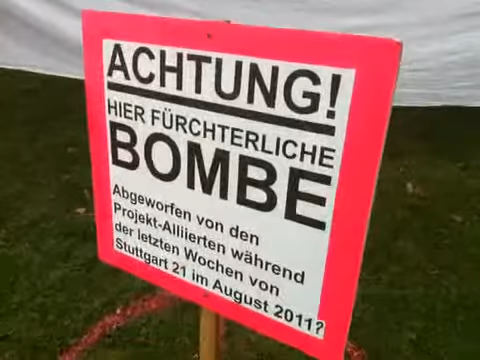 ACHTUNG!
HIER FÜRCHTERLICHE
BOMBE
Abgeworfen von den
Projekt-Alliierten während
der letzten Wochen von
Stuttgart 21 im August 2011?